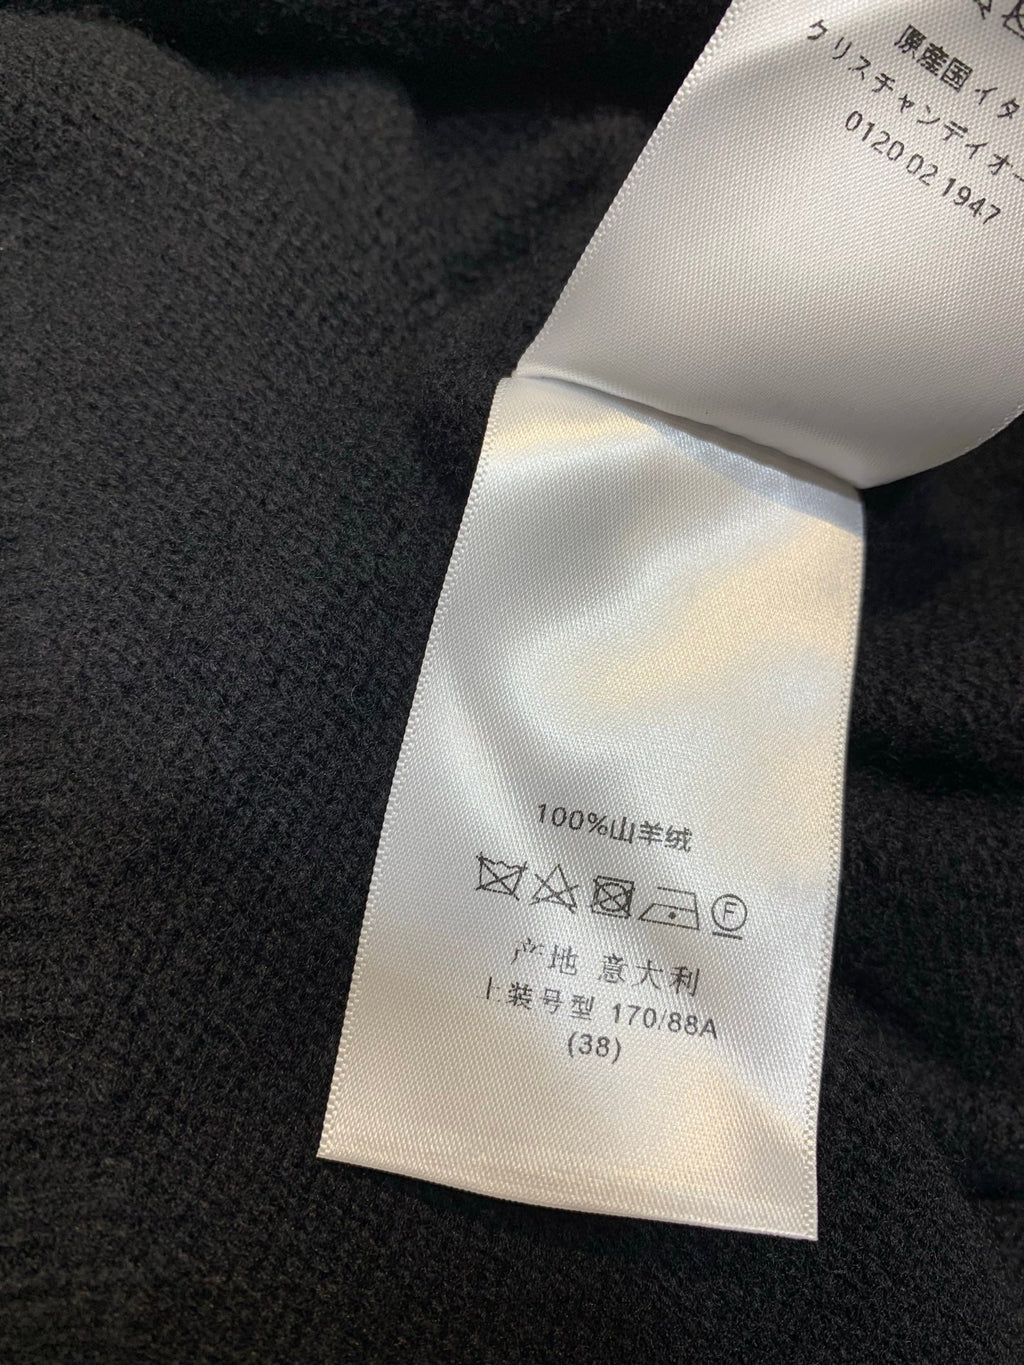 原産国 イタ
クリスチャンディオー
0120 02 1947
100%山羊绒
F
产地 意大利
上装号型 170/88A
(38)